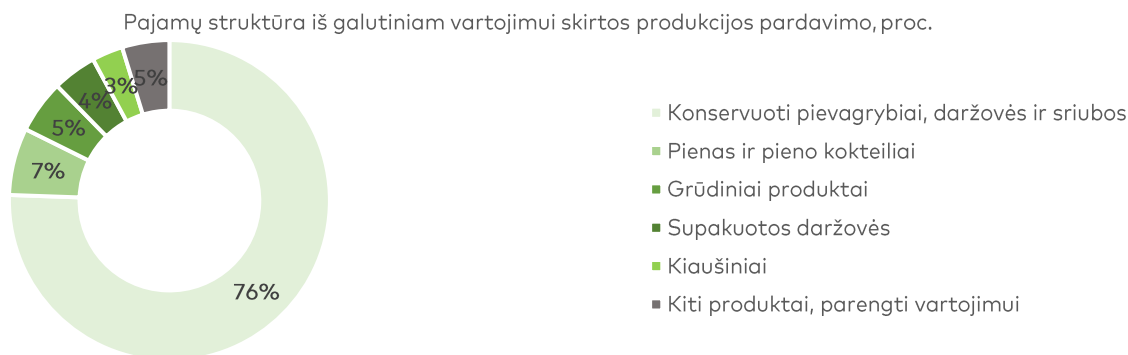 Pajamų struktūra iš galutiniam vartojimui skirtos produkcijos pardavimo, proc.
3%
5%
4%
5%
7%
76%
Konservuoti pievagrybiai, daržovės ir sriubos
Pienas ir pieno kokteiliai
Grūdiniai produktai
Supakuotos daržovės
Kiaušiniai
Kiti produktai, parengti vartojimui